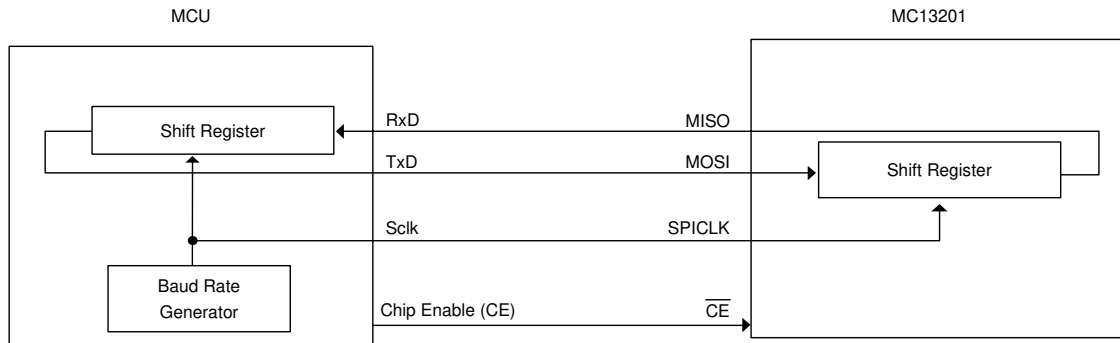 MCU
MC13201
Shift Register
RxD
MISO
TxD
MOSI
Shift Register
Sclk
SPICLK
Baud Rate
Generator
Chip Enable (CE)
CE